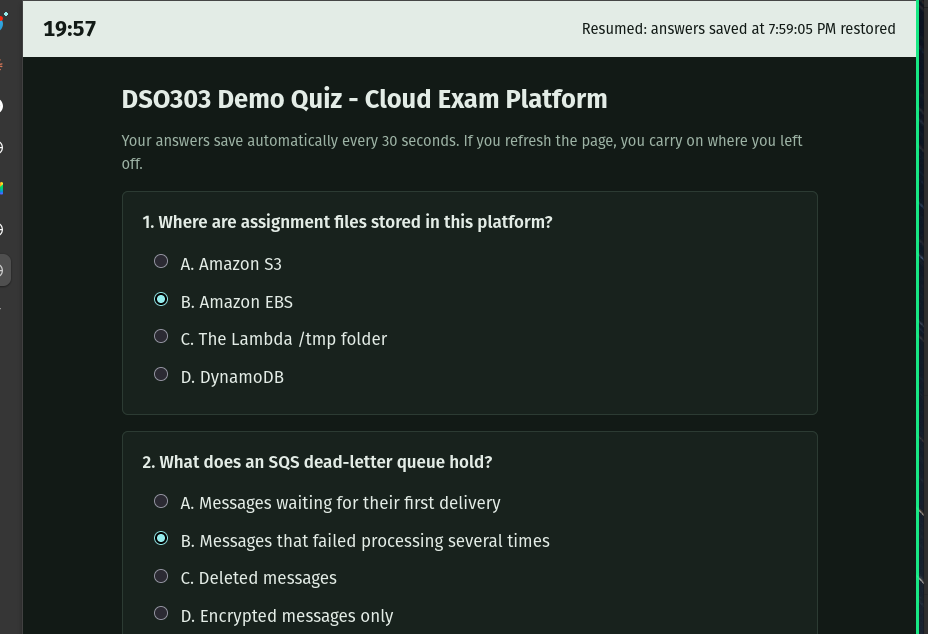 19:57
Resumed: answers saved at 7:59:05 PM restored
DSO303 Demo Quiz - Cloud Exam Platform
Your answers save automatically every 30 seconds. If you refresh the page, you carry on where you left
off.
1. Where are assignment files stored in this platform?
A. Amazon S3
B. Amazon EBS
C. The Lambda /tmp folder
D. DynamoDB
2. What does an SQS dead-letter queue hold?
A. Messages waiting for their first delivery
B. Messages that failed processing several times
C. Deleted messages
D. Encrypted messages only